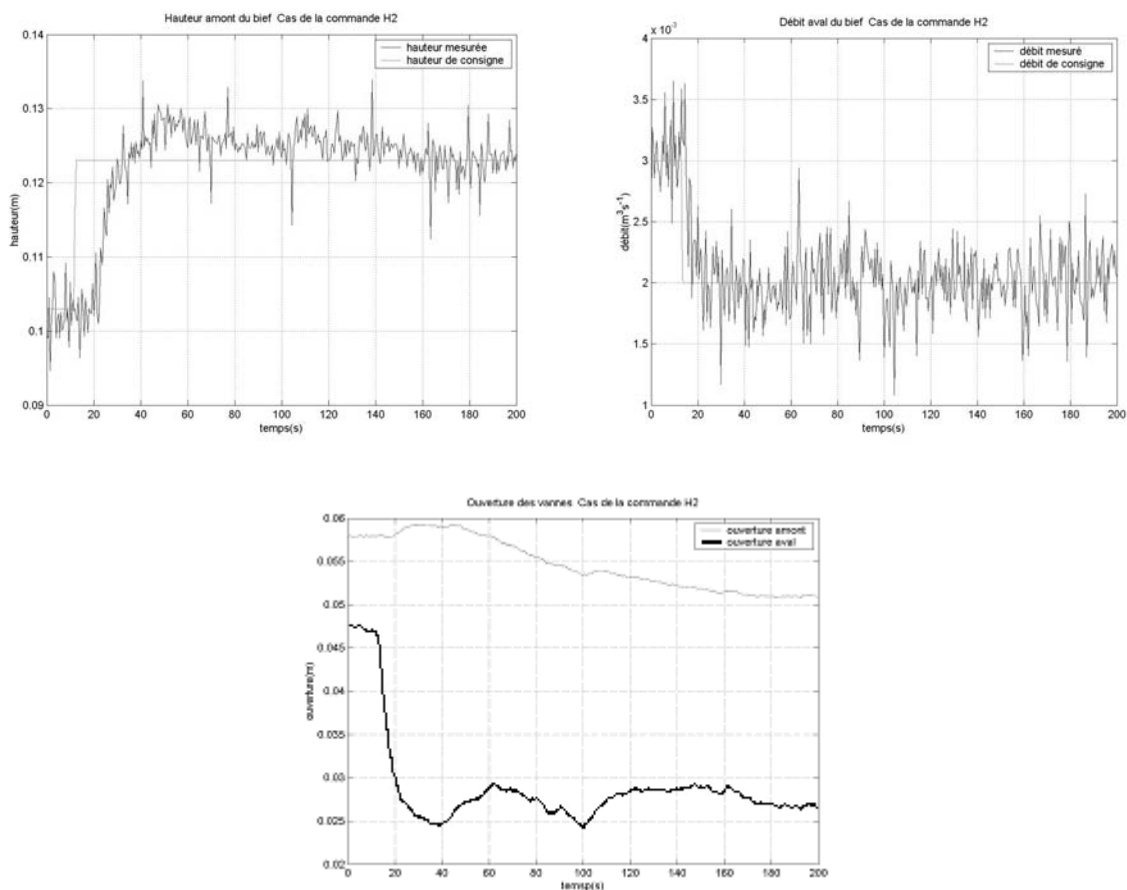 Hauteur amont du bief Cas de la commande H2
0.14
0.13
0.12
0.11
0.1
0.09
hauteur(m)
hauteur mesurée
hauteur de consigne
0 20 40 60 80 100 120 140 160 180 200
temps(s)
Débit aval du bief Cas de la commande H2
x 10⁻³
4
3.5
3
2.5
2
1.5
1
débit(m³s⁻¹)
débit mesuré
débit de consigne
0 20 40 60 80 100 120 140 160 180 200
temps(s)
Ouverture des vannes Cas de la commande H2
0.06
0.055
0.05
0.045
0.04
0.035
0.03
0.025
0.02
ouverture(m)
ouverture amont
ouverture aval
0 20 40 60 80 100 120 140 160 180 200
temsp(s)